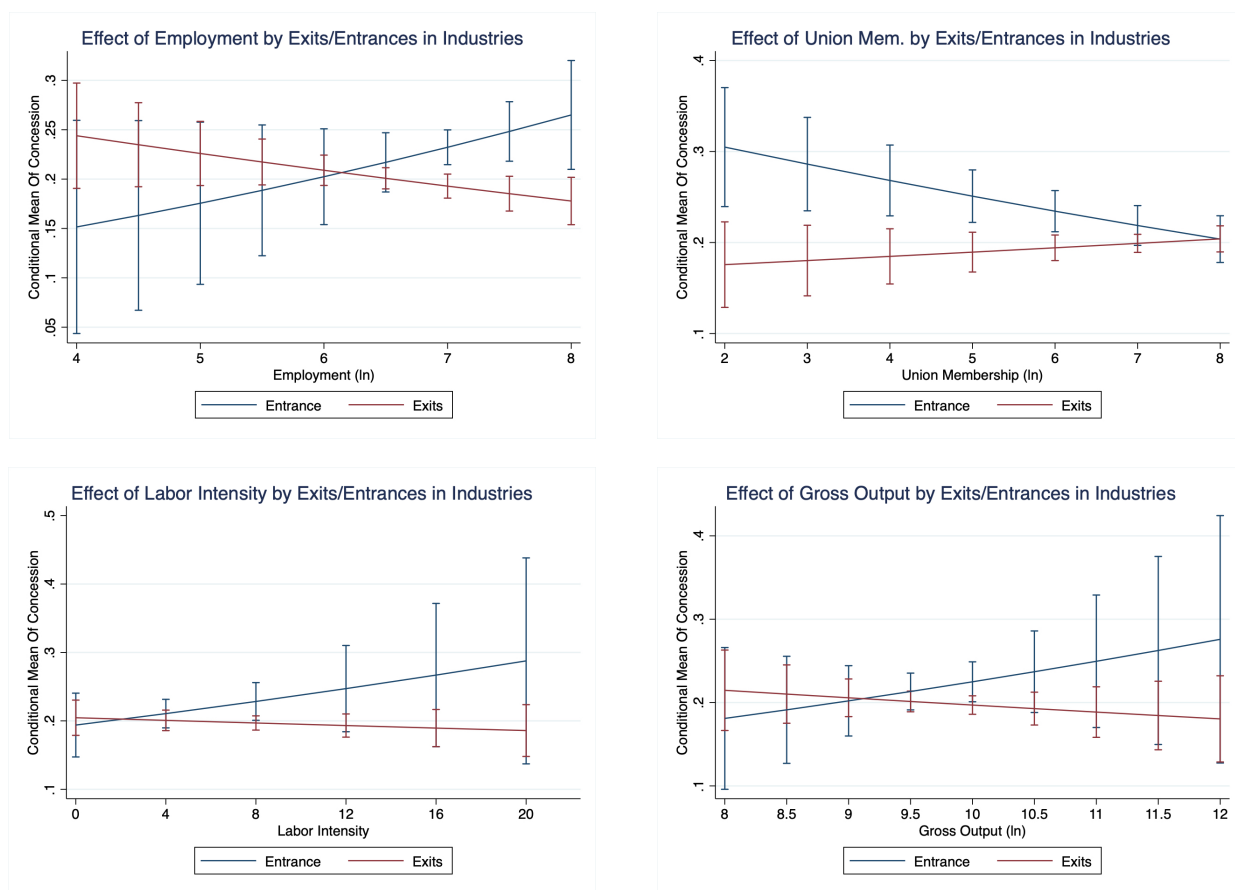 Effect of Employment by Exits/Entrances in Industries
Conditional Mean Of Concession
.3
.25
.2
.15
.1
.05
4 5 6 7 8
Employment (ln)
Entrance Exits
Effect of Union Mem. by Exits/Entrances in Industries
Conditional Mean Of Concession
.4
.3
.2
.1
2 3 4 5 6 7 8
Union Membership (ln)
Entrance Exits
Effect of Labor Intensity by Exits/Entrances in Industries
Conditional Mean Of Concession
.5
.4
.3
.2
.1
0 4 8 12 16 20
Labor Intensity
Entrance Exits
Effect of Gross Output by Exits/Entrances in Industries
Conditional Mean Of Concession
.4
.3
.2
.1
8 8.5 9 9.5 10 10.5 11 11.5 12
Gross Output (ln)
Entrance Exits